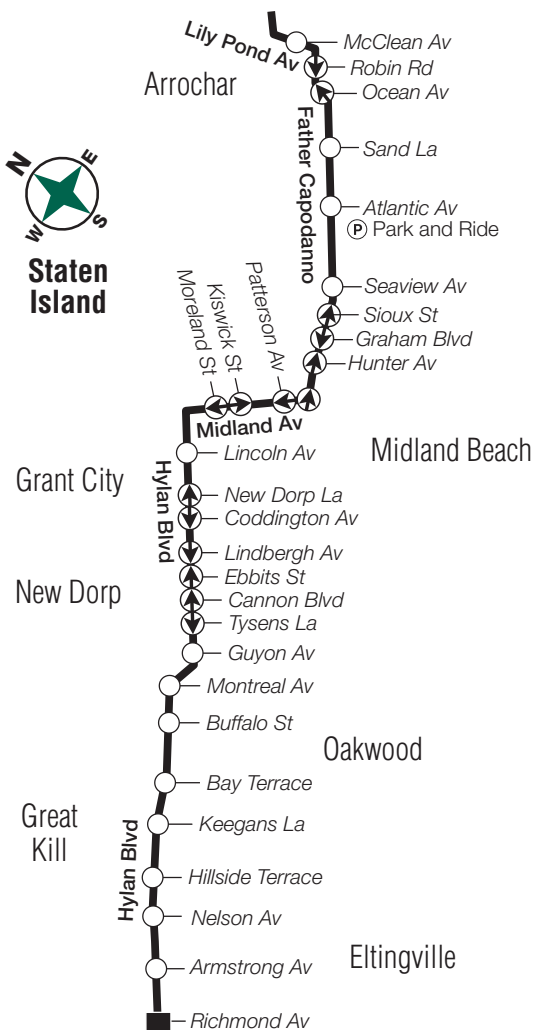 McClean Av
Lily Pond Av
Robin Rd
Arrochar
Ocean Av
Father Capodanno
Sand La
N
E
W
S
Staten
Island
Atlantic Av
P Park and Ride
Seaview Av
Sioux St
Graham Blvd
Hunter Av
Patterson Av
Kiswick St
Moreland St
Midland Av
Midland Beach
Lincoln Av
Grant City
Hylan Blvd
New Dorp La
Coddington Av
Lindbergh Av
Ebbits St
New Dorp
Cannon Blvd
Tysens La
Guyon Av
Montreal Av
Buffalo St
Oakwood
Bay Terrace
Great
Kill
Keegans La
Hylan Blvd
Hillside Terrace
Nelson Av
Eltingville
Armstrong Av
Richmond Av